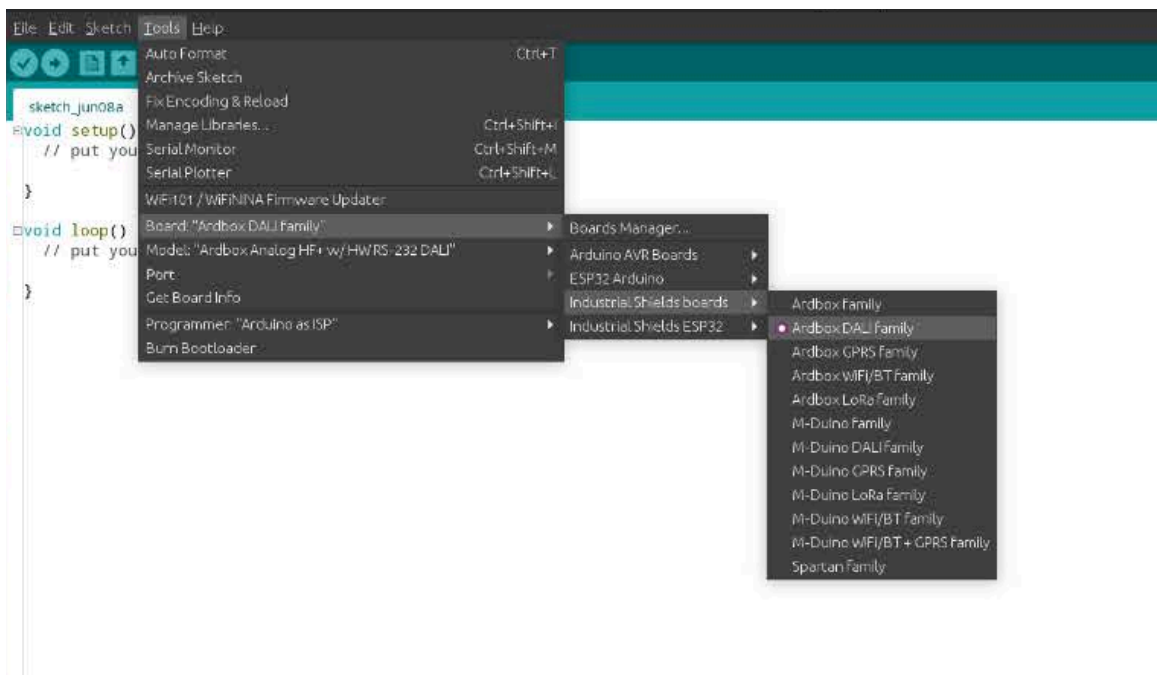 File Edit Sketch Tools Help
Auto Format Ctrl+T
Archive Sketch
sketch_jun08a
Fix Encoding & Reload
void setup()
Manage Libraries... Ctrl+Shift+I
// put you
Serial Monitor Ctrl+Shift+M
Serial Plotter Ctrl+Shift+L
}
WiFi101 / WiFiNINA Firmware Updater
void loop()
Board: "Ardbox DALI family"
// put you
Model: "Ardbox Analog HF+ w/ HW RS-232 DALI"
Port
}
Get Board Info
Programmer: "Arduino as ISP"
Burn Bootloader
Boards Manager...
Arduino AVR Boards
ESP32 Arduino
Industrial Shields boards
Industrial Shields ESP32
Ardbox family
Ardbox DALI family
Ardbox GPRS family
Ardbox WiFi/BT family
Ardbox LoRa family
M-Duino family
M-Duino DALI family
M-Duino GPRS family
M-Duino LoRa family
M-Duino WiFi/BT family
M-Duino WiFi/BT + GPRS family
Spartan family